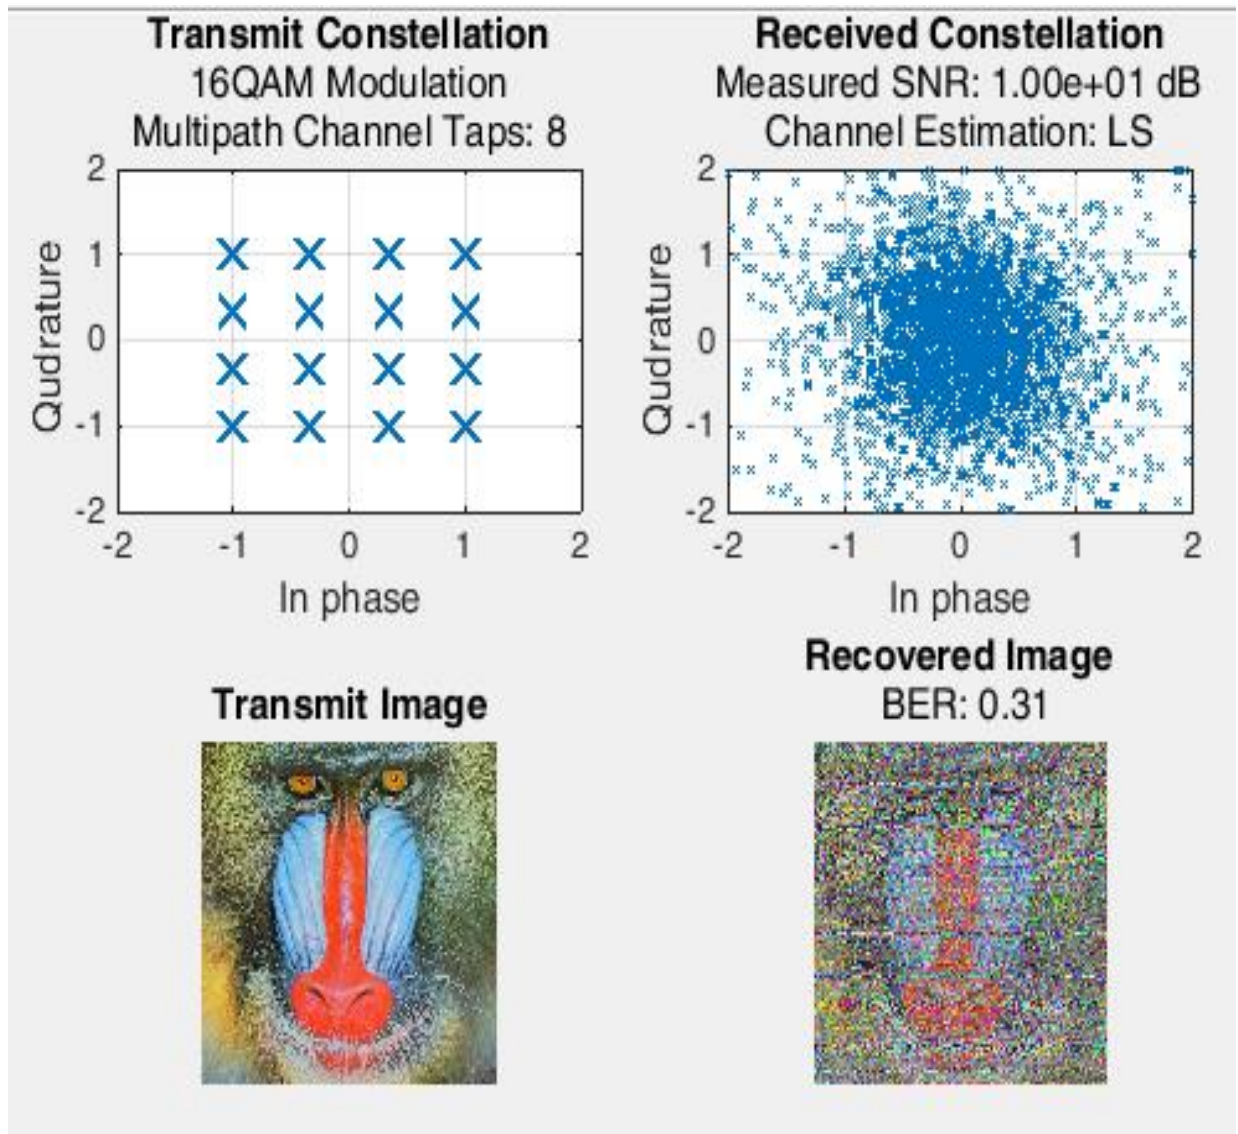 Transmit Constellation
16QAM Modulation
Multipath Channel Taps: 8
2
1
0
-1
-2
Qudrature
-2 -1 0 1 2
In phase
Received Constellation
Measured SNR: 1.00e+01 dB
Channel Estimation: LS
2
1
0
-1
-2
Qudrature
-2 -1 0 1 2
In phase
Transmit Image
Recovered Image
BER: 0.31